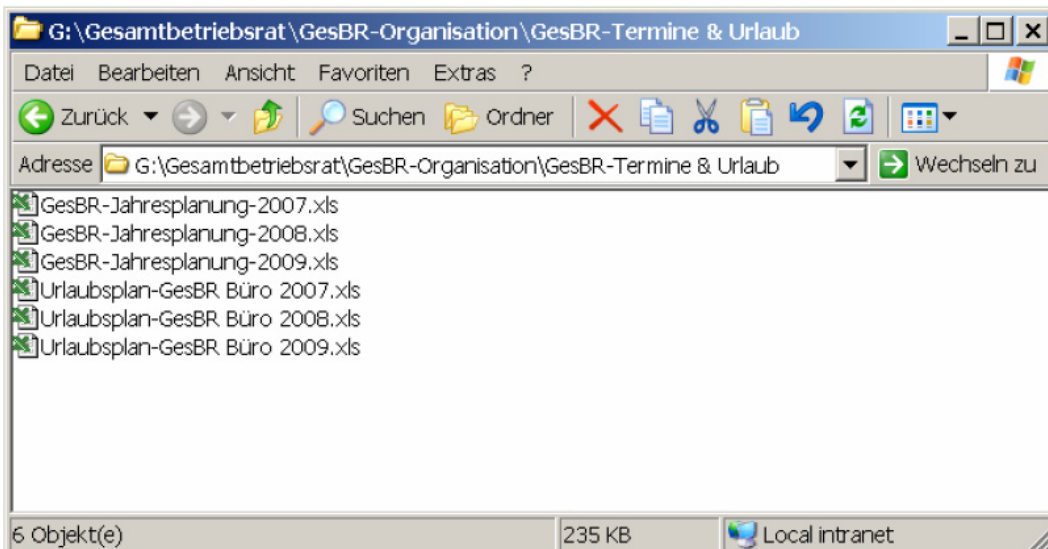 G:\Gesamtbetriebsrat\GesBR-Organisation\GesBR-Termine & Urlaub
Datei Bearbeiten Ansicht Favoriten Extras ?
Zurück Suchen Ordner
Adresse G:\Gesamtbetriebsrat\GesBR-Organisation\GesBR-Termine & Urlaub Wechseln zu
GesBR-Jahresplanung-2007.xls
GesBR-Jahresplanung-2008.xls
GesBR-Jahresplanung-2009.xls
Urlaubsplan-GesBR Büro 2007.xls
Urlaubsplan-GesBR Büro 2008.xls
Urlaubsplan-GesBR Büro 2009.xls
6 Objekt(e) 235 KB Local intranet